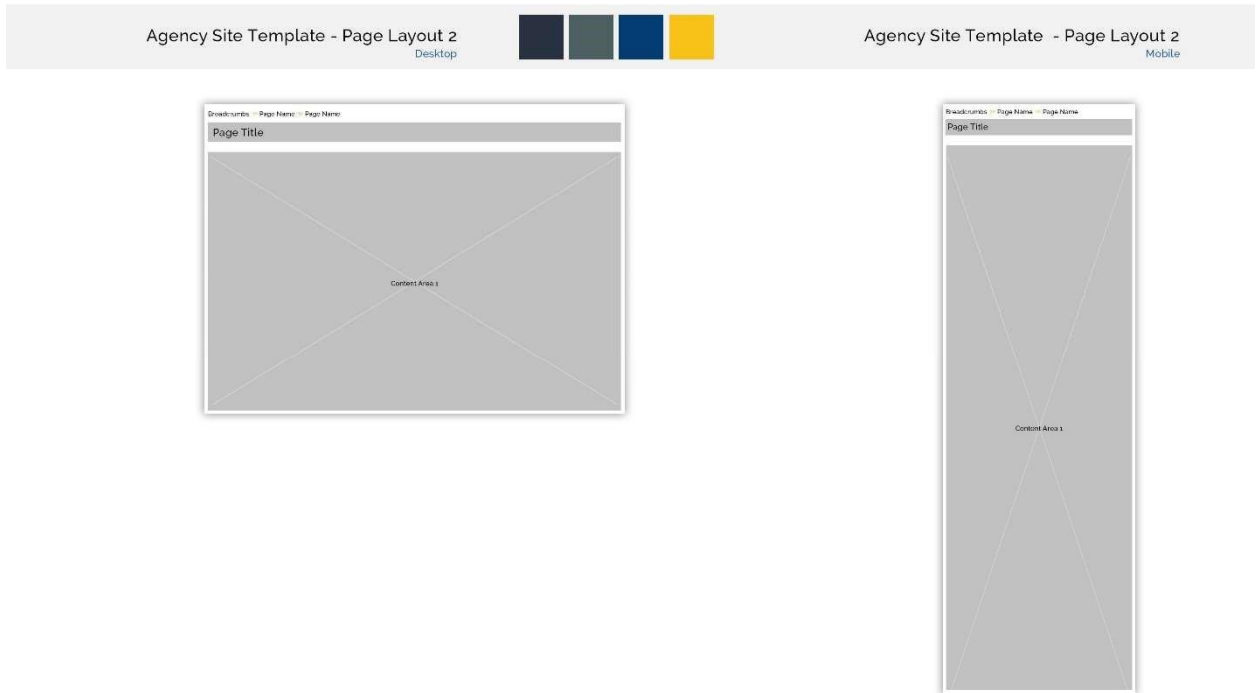 Agency Site Template - Page Layout 2
Desktop
Agency Site Template - Page Layout 2
Mobile
Breadcrumbs >> Page Name >> Page Name
Page Title
Content Area 1
Breadcrumbs >> Page Name >> Page Name
Page Title
Content Area 1